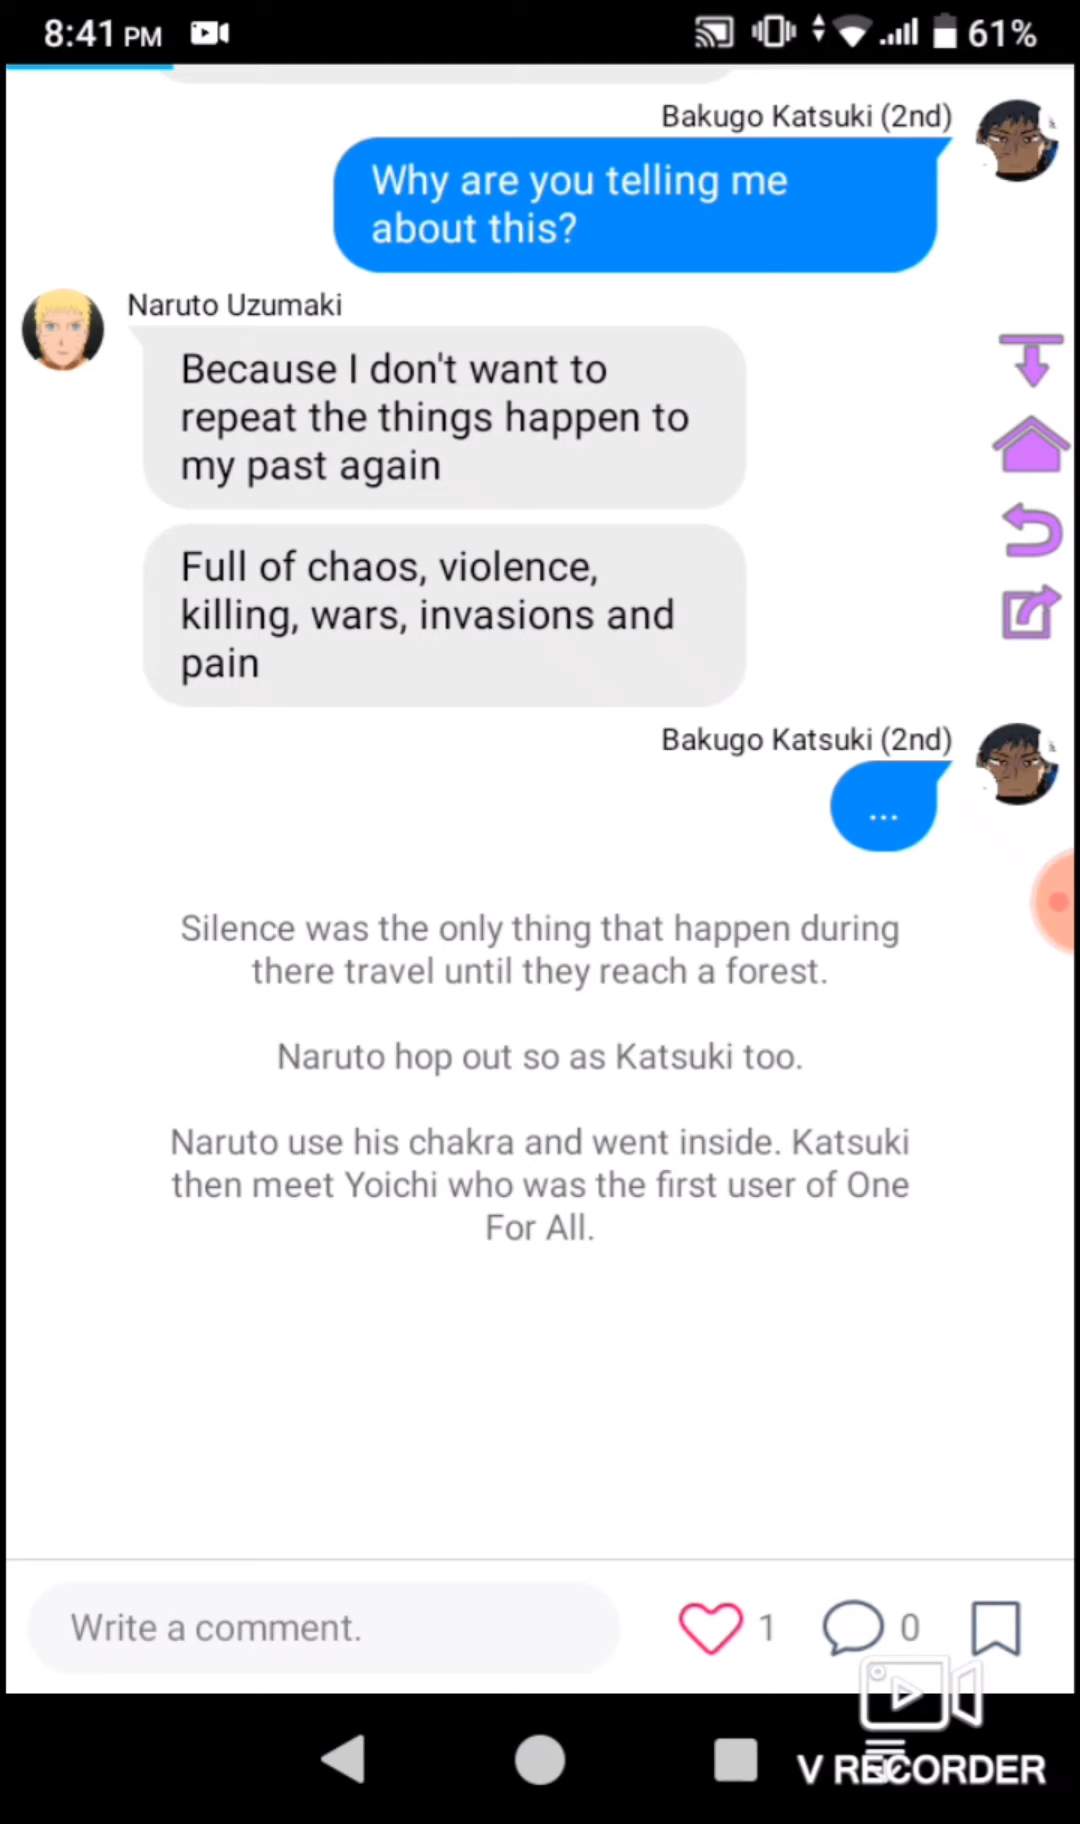 8:41 PM
61%
Bakugo Katsuki (2nd)
Why are you telling me
about this?
Naruto Uzumaki
Because I don't want to
repeat the things happen to
my past again
Full of chaos, violence,
killing, wars, invasions and
pain
Bakugo Katsuki (2nd)
...
Silence was the only thing that happen during
there travel until they reach a forest.
Naruto hop out so as Katsuki too.
Naruto use his chakra and went inside. Katsuki
then meet Yoichi who was the first user of One
For All.
Write a comment.
1
0
V RECORDER